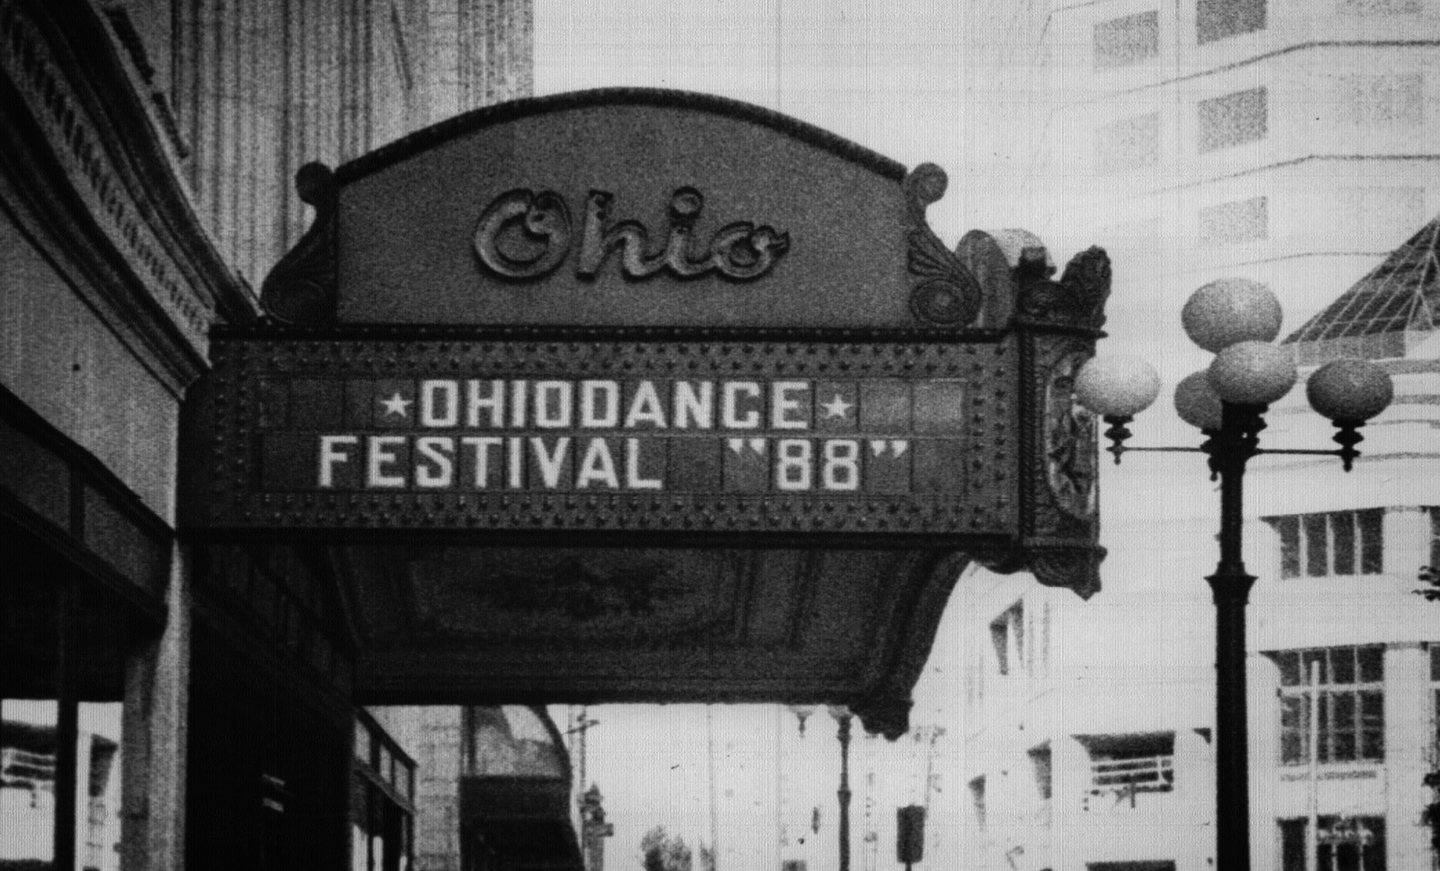 Ohio
★OHIODANCE★
FESTIVAL "88"